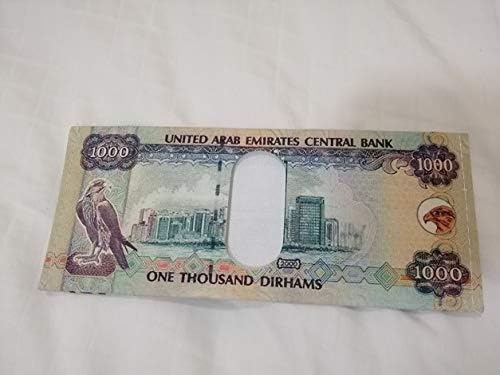 UNITED ARAB EMIRATES CENTRAL BANK
1000
1000
ONE THOUSAND DIRHAMS
1000